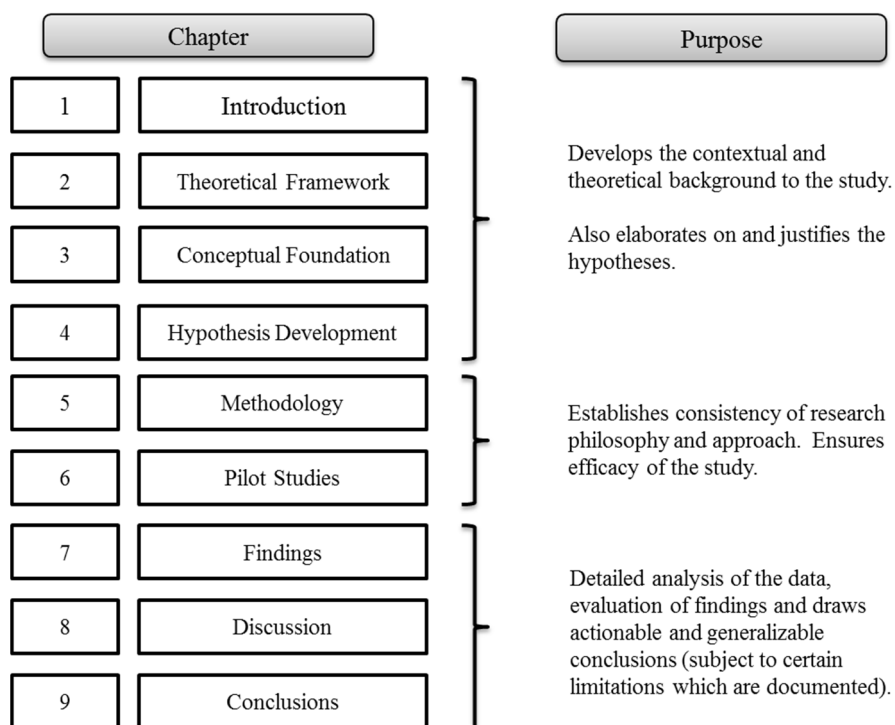 Chapter
Purpose
1 Introduction
2 Theoretical Framework
3 Conceptual Foundation
4 Hypothesis Development
Develops the contextual and
theoretical background to the study.
Also elaborates on and justifies the
hypotheses.
5 Methodology
6 Pilot Studies
Establishes consistency of research
philosophy and approach. Ensures
efficacy of the study.
7 Findings
8 Discussion
9 Conclusions
Detailed analysis of the data,
evaluation of findings and draws
actionable and generalizable
conclusions (subject to certain
limitations which are documented).